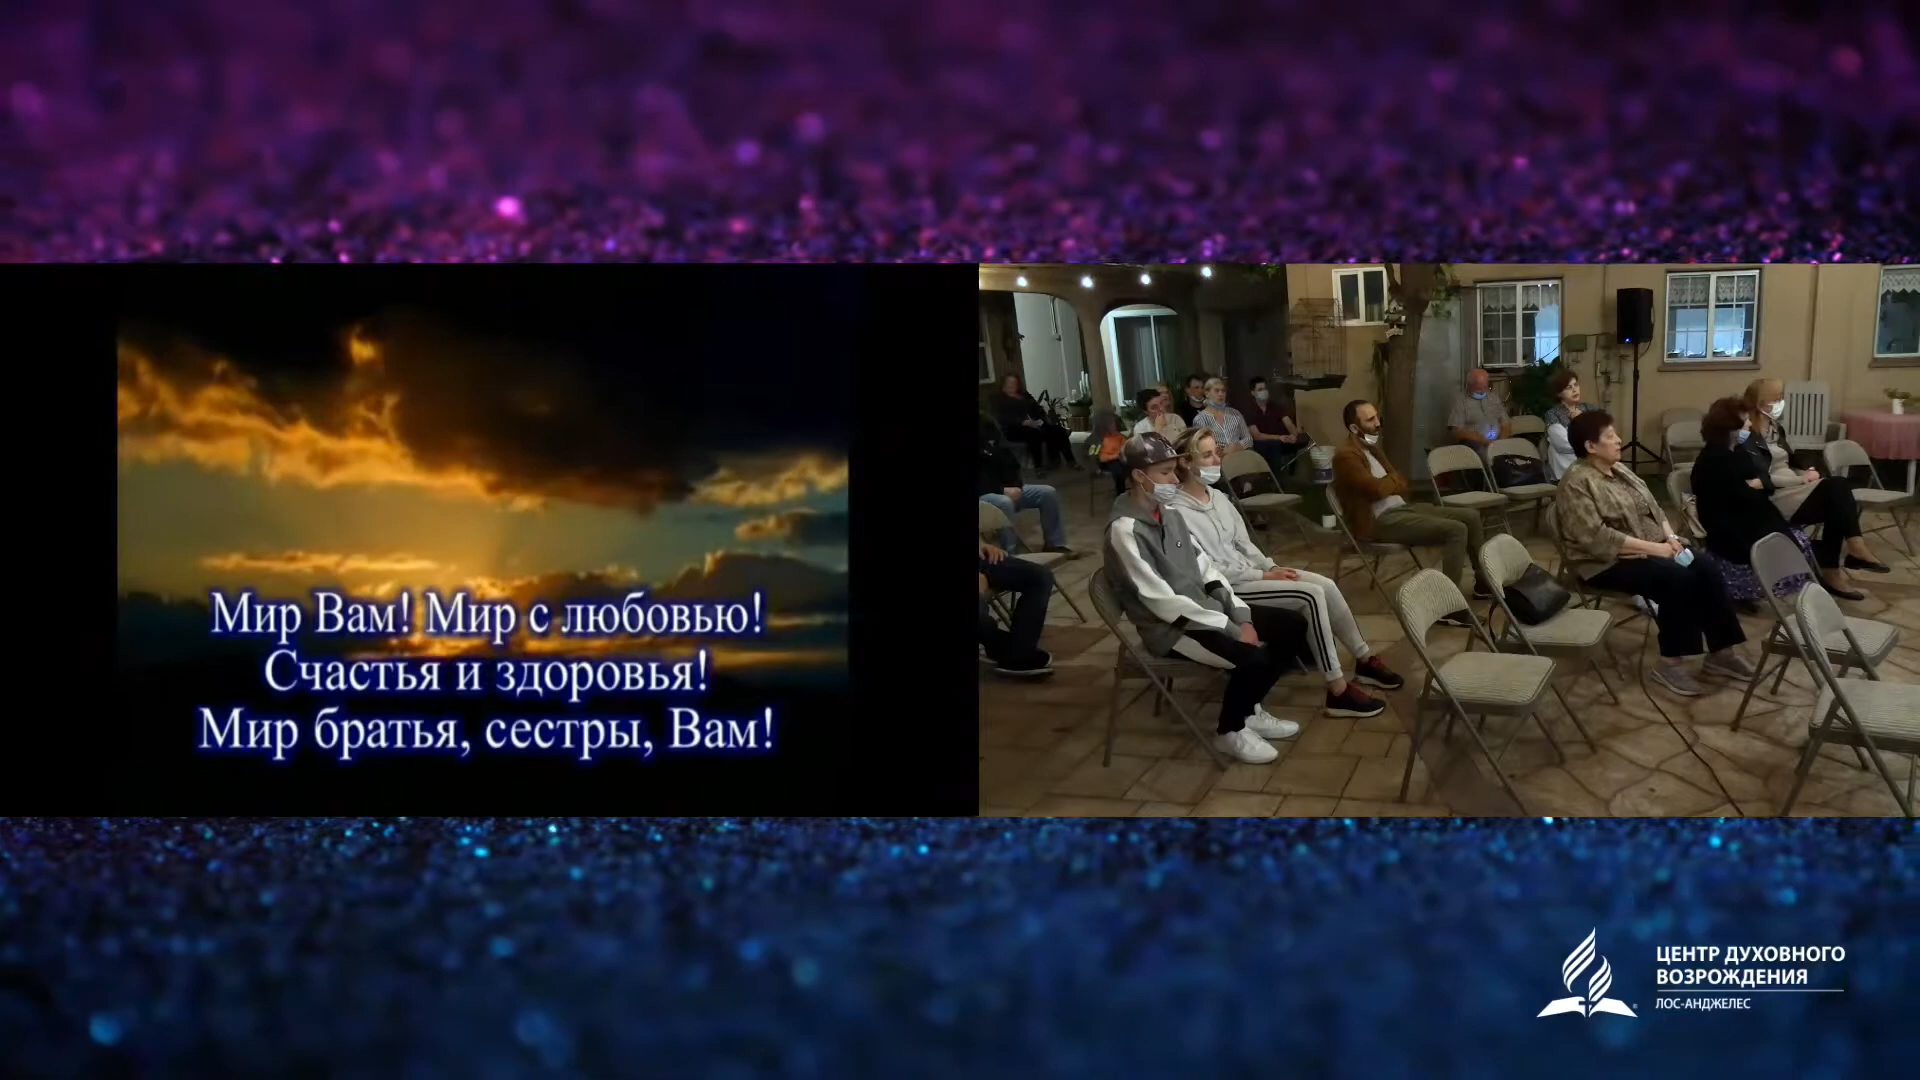 Мир Вам! Мир с любовью!
Счастья и здоровья!
Мир братья, сестры, Вам!
ЦЕНТР ДУХОВНОГО
ВОЗРОЖДЕНИЯ
ЛОС-АНДЖЕЛЕС